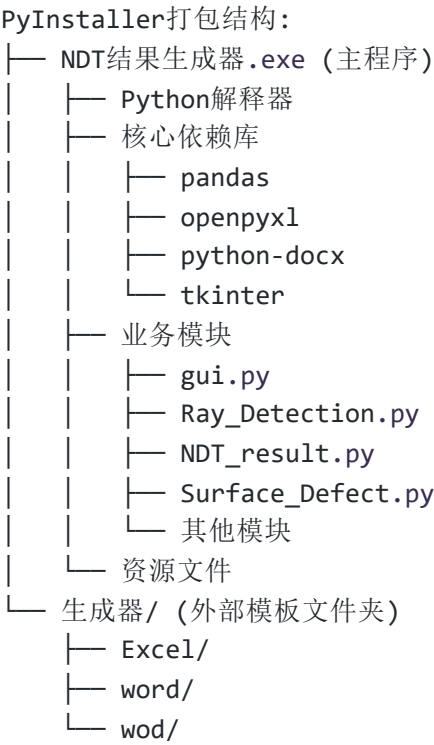 PyInstaller打包结构:
├── NDT结果生成器.exe (主程序)
│   ├── Python解释器
│   ├── 核心依赖库
│   │   ├── pandas
│   │   ├── openpyxl
│   │   ├── python-docx
│   │   └── tkinter
│   ├── 业务模块
│   │   ├── gui.py
│   │   ├── Ray_Detection.py
│   │   ├── NDT_result.py
│   │   ├── Surface_Defect.py
│   │   └── 其他模块
│   └── 资源文件
└── 生成器/ (外部模板文件夹)
    ├── Excel/
    ├── word/
    └── wod/